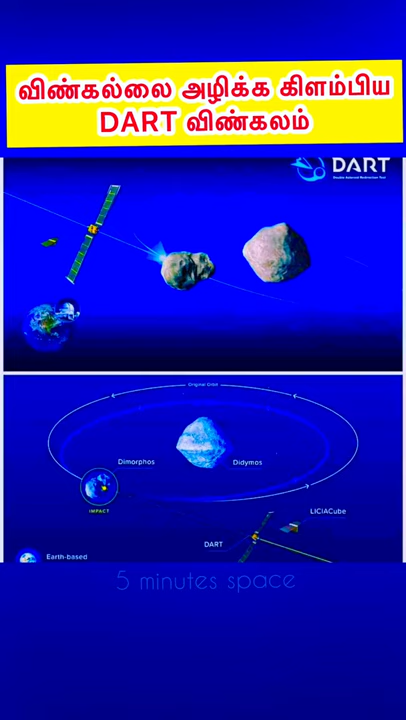 விண்கல்லை அழிக்க கிளம்பிய
DART விண்கலம்
DART
Double Asteroid Redirection Test
Original Orbit
Dimorphos
Didymos
IMPACT
LICIACube
DART
Earth-based
5 minutes space